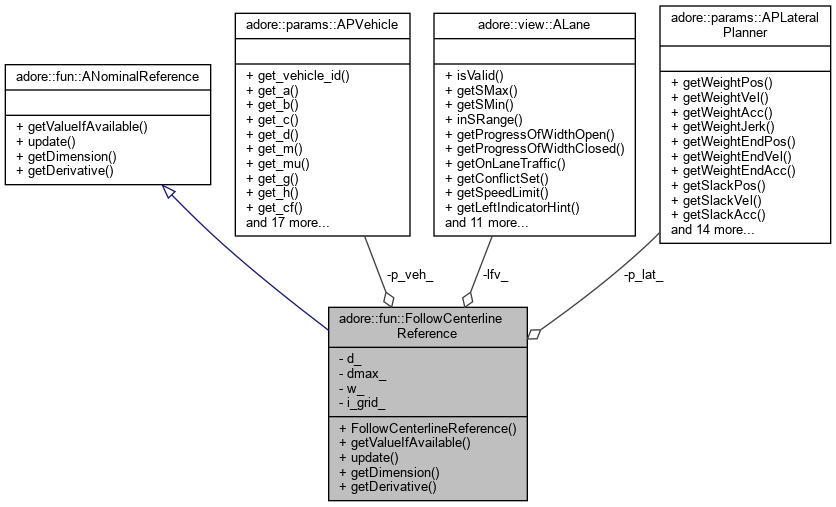 adore::fun::ANominalReference
+ getValueIfAvailable()
+ update()
+ getDimension()
+ getDerivative()
adore::params::APVehicle
+ get_vehicle_id()
+ get_a()
+ get_b()
+ get_c()
+ get_d()
+ get_m()
+ get_mu()
+ get_g()
+ get_h()
+ get_cf()
and 17 more...
adore::view::ALane
+ isValid()
+ getSMax()
+ getSMin()
+ inSRange()
+ getProgressOfWidthOpen()
+ getProgressOfWidthClosed()
+ getOnLaneTraffic()
+ getConflictSet()
+ getSpeedLimit()
+ getLeftIndicatorHint()
and 11 more...
adore::params::APLateral
Planner
+ getWeightPos()
+ getWeightVel()
+ getWeightAcc()
+ getWeightJerk()
+ getWeightEndPos()
+ getWeightEndVel()
+ getWeightEndAcc()
+ getSlackPos()
+ getSlackVel()
+ getSlackAcc()
and 14 more...
-p_veh_
-lfv_
-p_lat_
adore::fun::FollowCenterline
Reference
- d_
- dmax_
- w_
- i_grid_
+ FollowCenterlineReference()
+ getValueIfAvailable()
+ update()
+ getDimension()
+ getDerivative()